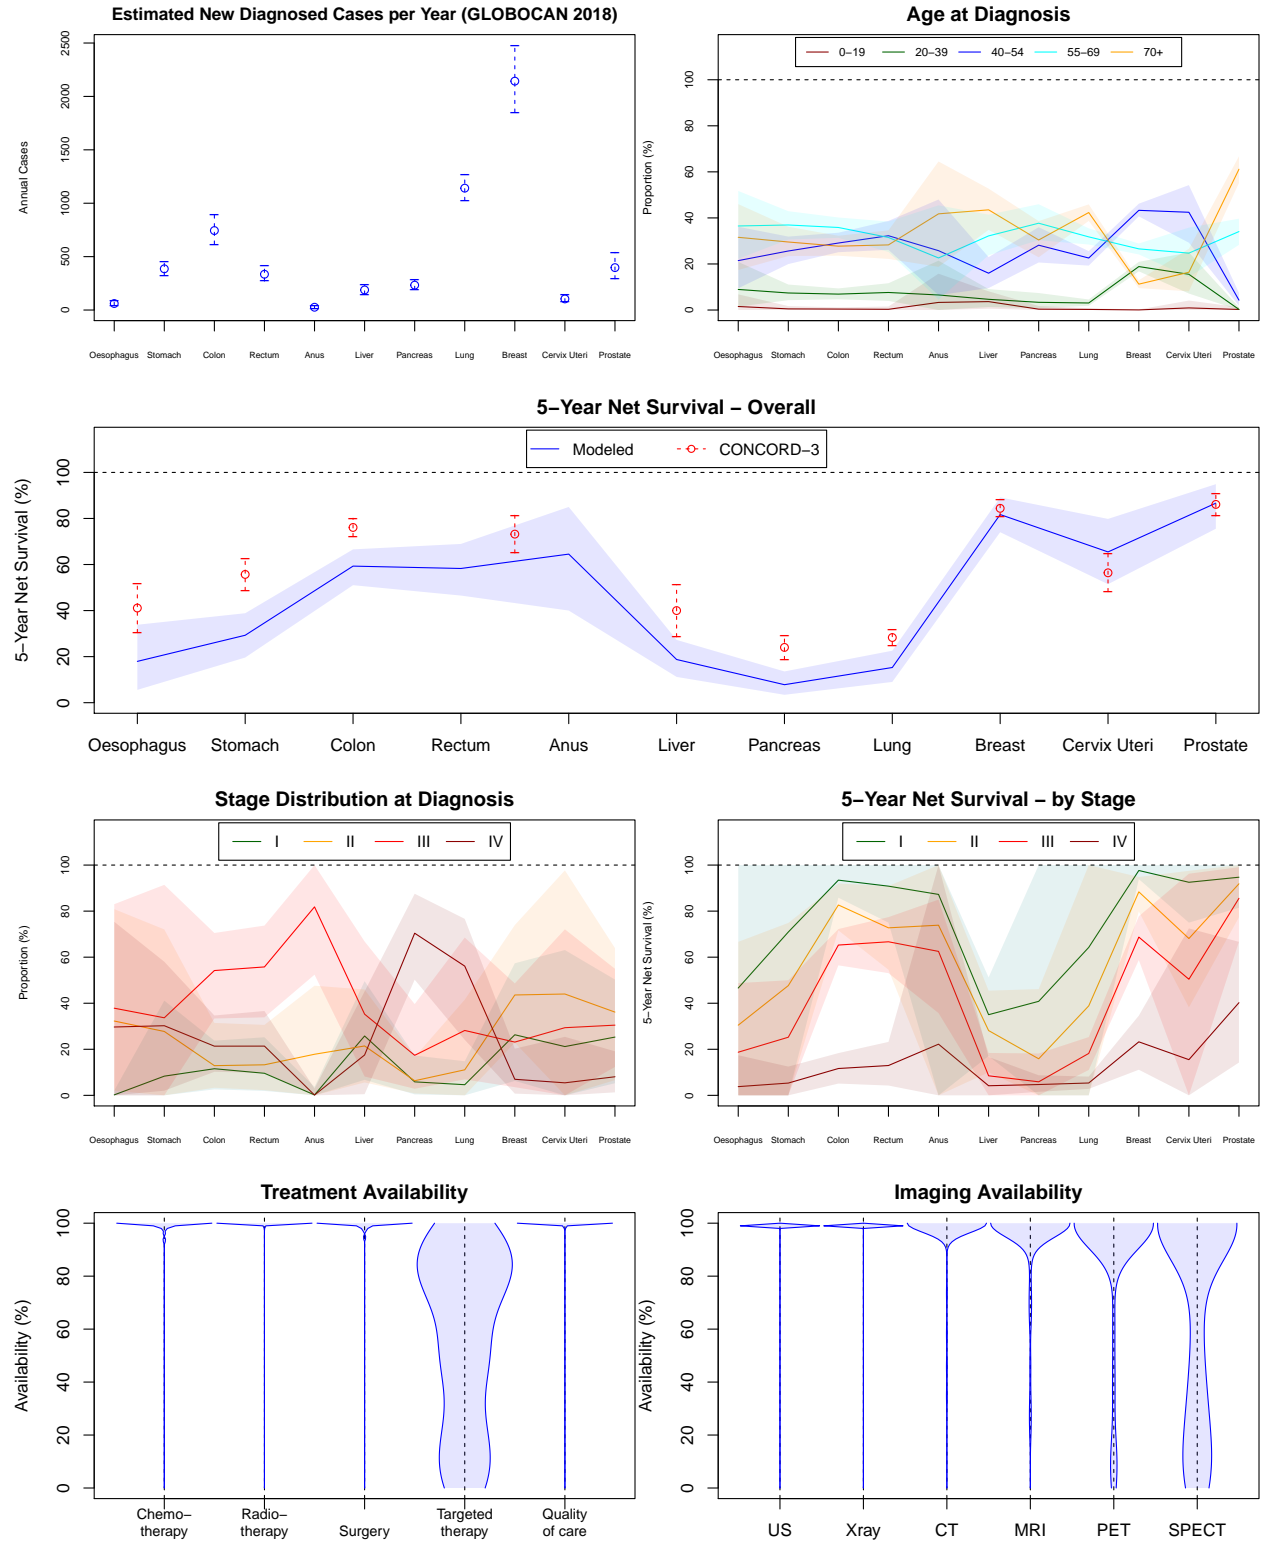 Estimated New Diagnosed Cases per Year (GLOBOCAN 2018)
Annual Cases
2500
2000
1500
1000
500
0
Oesophagus Stomach Colon Rectum Anus Liver Pancreas Lung Breast Cervix Uteri Prostate
Age at Diagnosis
0−19 20−39 40−54 55−69 70+
Proportion (%)
100
80
60
40
20
0
Oesophagus Stomach Colon Rectum Anus Liver Pancreas Lung Breast Cervix Uteri Prostate
5−Year Net Survival − Overall
Modeled CONCORD−3
5−Year Net Survival (%)
100
80
60
40
20
0
Oesophagus Stomach Colon Rectum Anus Liver Pancreas Lung Breast Cervix Uteri Prostate
Stage Distribution at Diagnosis
I II III IV
Proportion (%)
100
80
60
40
20
0
Oesophagus Stomach Colon Rectum Anus Liver Pancreas Lung Breast Cervix Uteri Prostate
5−Year Net Survival − by Stage
I II III IV
5−Year Net Survival (%)
100
80
60
40
20
0
Oesophagus Stomach Colon Rectum Anus Liver Pancreas Lung Breast Cervix Uteri Prostate
Treatment Availability
Availability (%)
100
80
60
40
20
0
Chemo−
therapy
Radio−
therapy
Surgery
Targeted
therapy
Quality
of care
Imaging Availability
Availability (%)
100
80
60
40
20
0
US Xray CT MRI PET SPECT